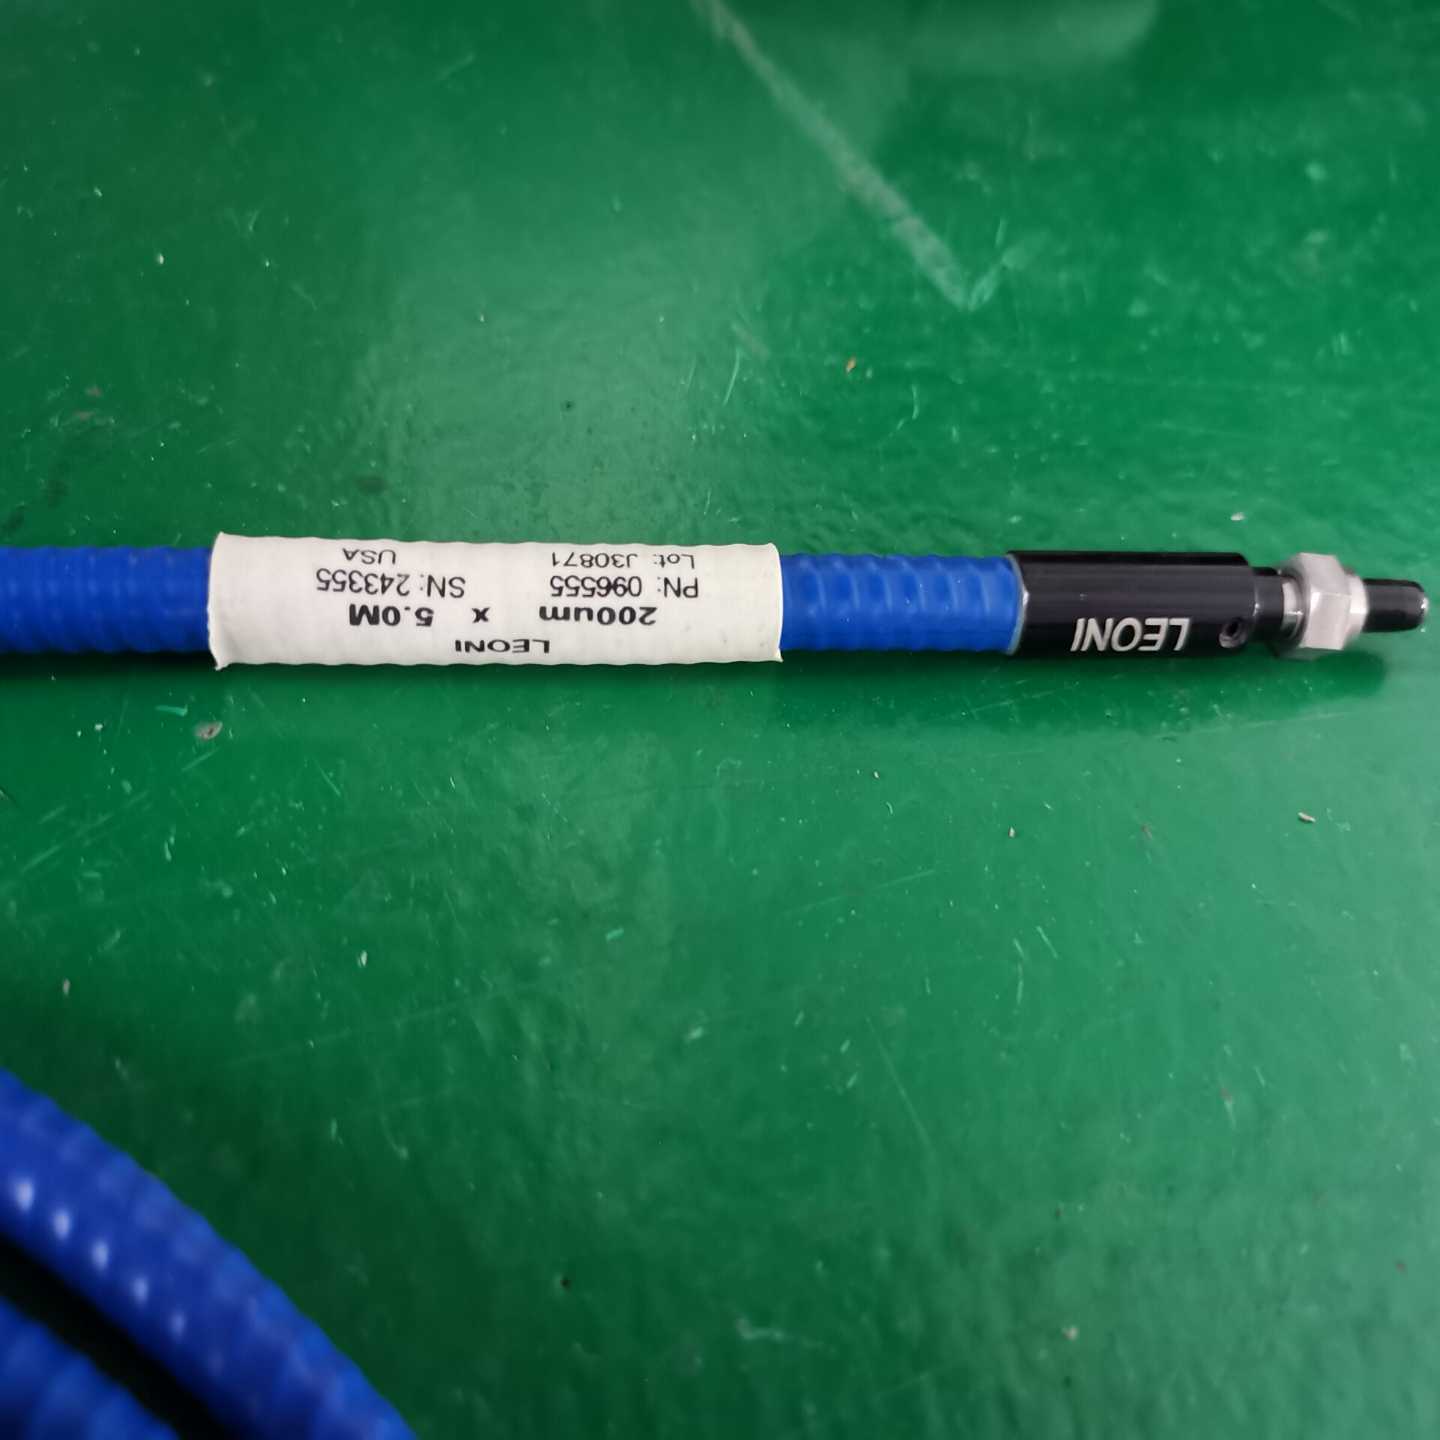 LEONI
200um x 5.0M
PN: 096555 SN: 243355
Lot: J30871 USA
LEONI